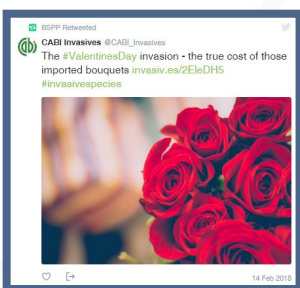 BSPP Retweeted
CABI Invasives @CABI_Invasives
The #ValentinesDay invasion - the true cost of those
imported bouquets invasiv.es/2EleDH5
#invasivespecies
14 Feb 2018